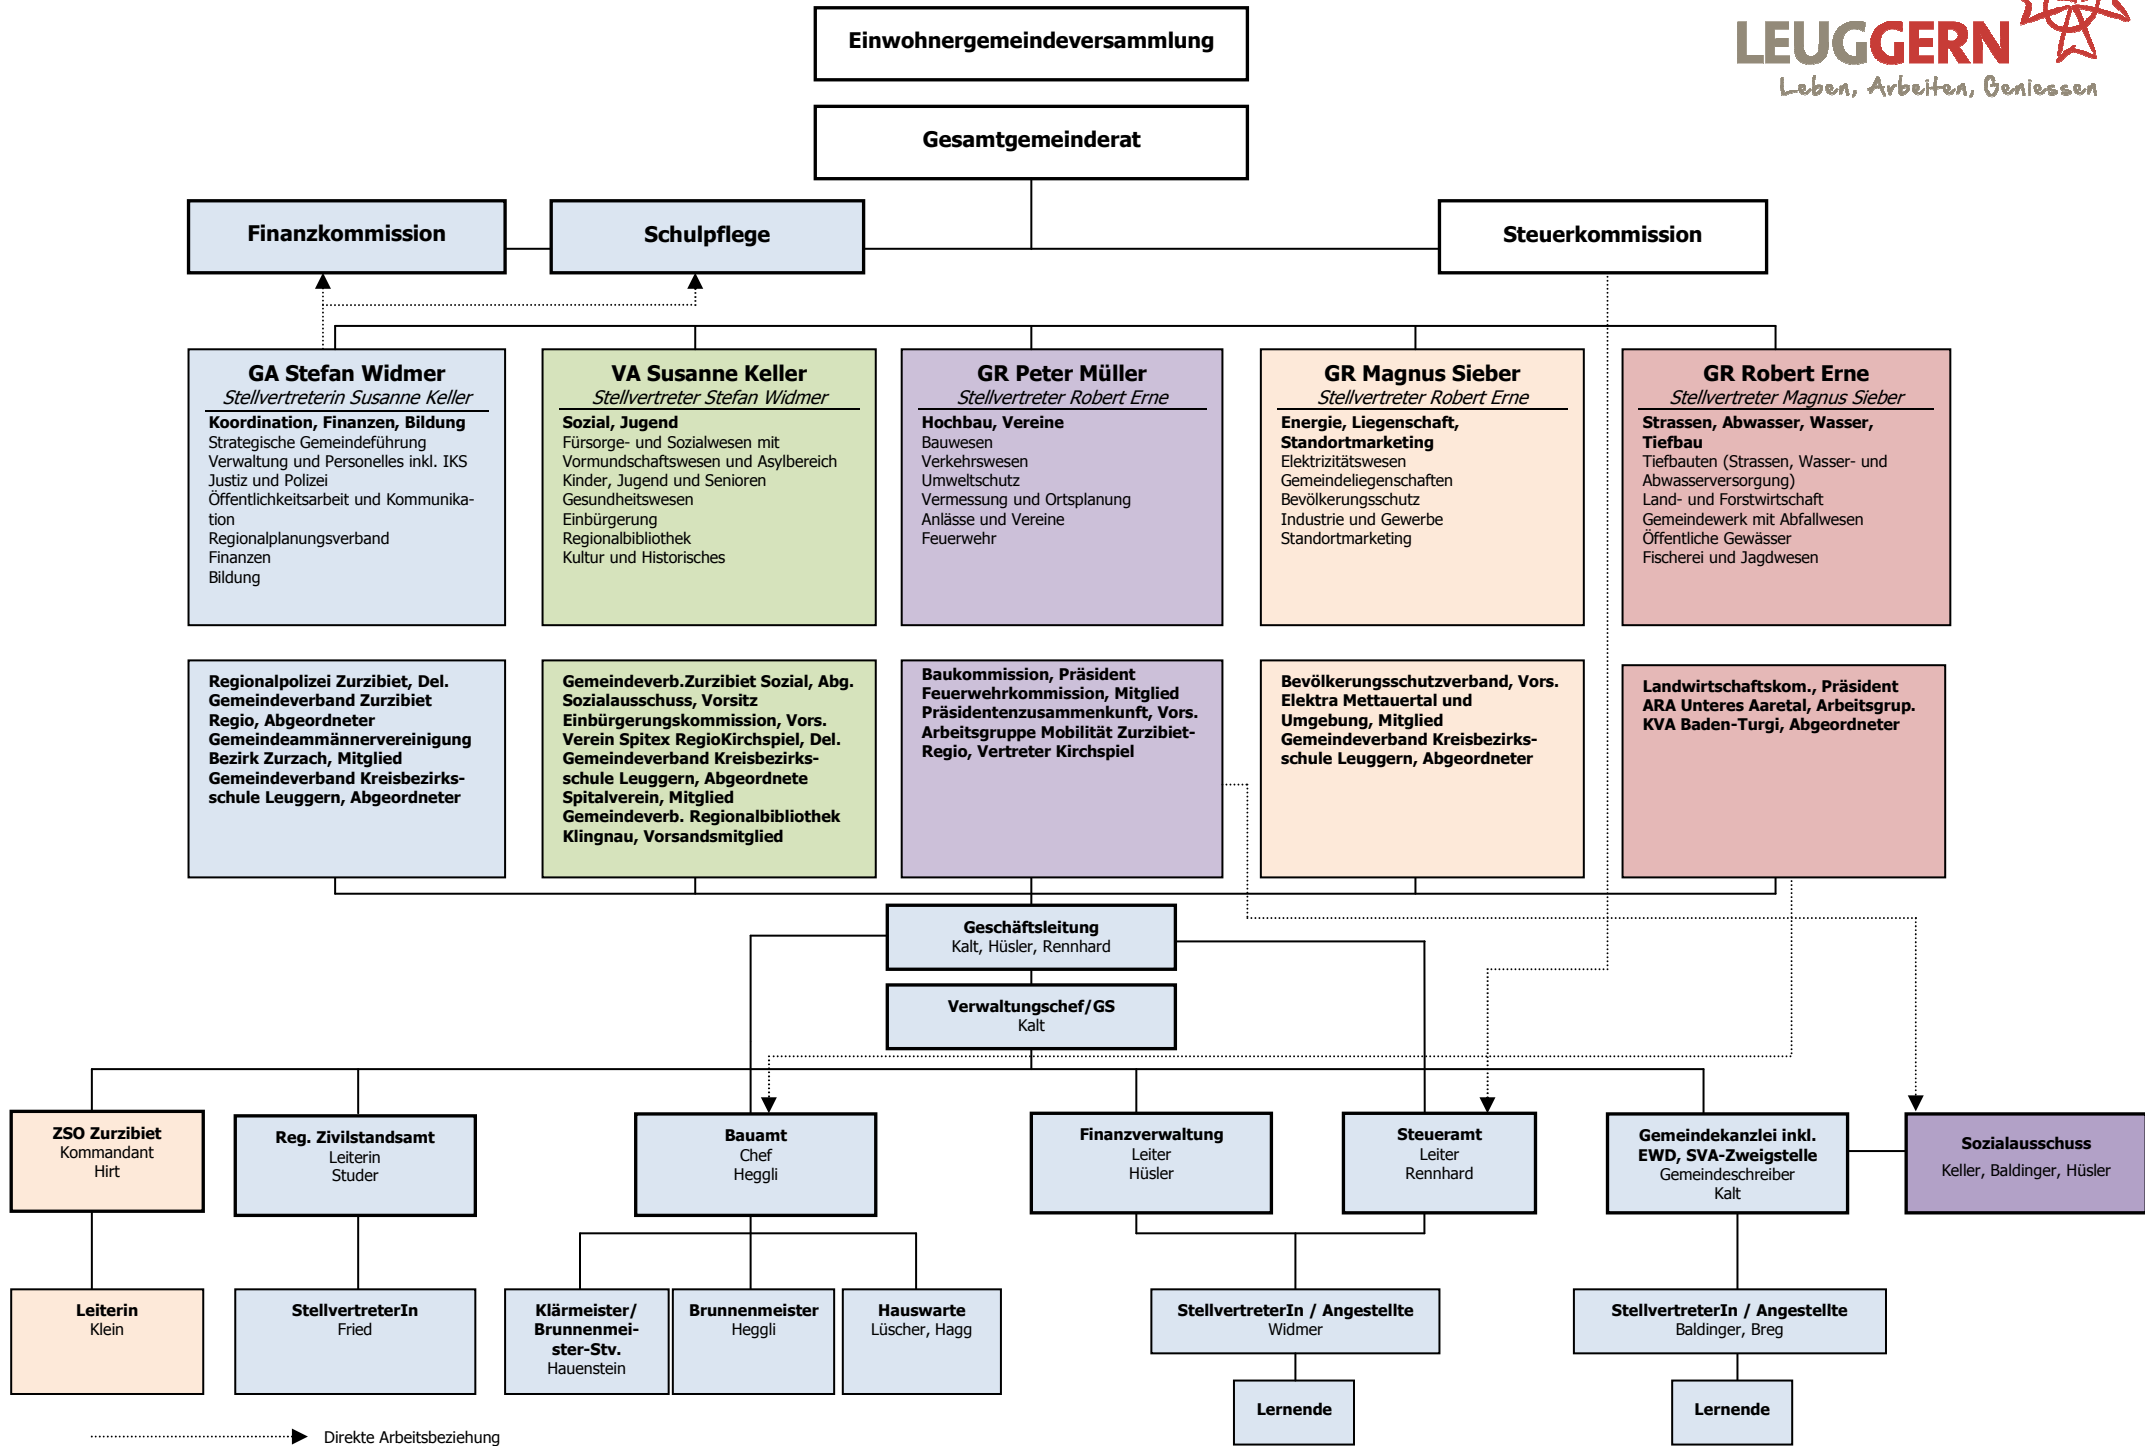 LEUGGERN
Leben, Arbeiten, Geniessen
Einwohnergemeindeversammlung
Gesamtgemeinderat
Finanzkommission
Schulpflege
Steuerkommission
GA Stefan Widmer
Stellvertreterin Susanne Keller
Koordination, Finanzen, Bildung
Strategische Gemeindeführung
Verwaltung und Personelles inkl. IKS
Justiz und Polizei
Öffentlichkeitsarbeit und Kommunika-
tion
Regionalplanungsverband
Finanzen
Bildung
VA Susanne Keller
Stellvertreter Stefan Widmer
Sozial, Jugend
Fürsorge- und Sozialwesen mit
Vormundschaftswesen und Asylbereich
Kinder, Jugend und Senioren
Gesundheitswesen
Einbürgerung
Regionalbibliothek
Kultur und Historisches
GR Peter Müller
Stellvertreter Robert Erne
Hochbau, Vereine
Bauwesen
Verkehrswesen
Umweltschutz
Vermessung und Ortsplanung
Anlässe und Vereine
Feuerwehr
GR Magnus Sieber
Stellvertreter Robert Erne
Energie, Liegenschaft,
Standortmarketing
Elektrizitätswesen
Gemeindeliegenschaften
Bevölkerungsschutz
Industrie und Gewerbe
Standortmarketing
GR Robert Erne
Stellvertreter Magnus Sieber
Strassen, Abwasser, Wasser,
Tiefbau
Tiefbauten (Strassen, Wasser- und
Abwasserversorgung)
Land- und Forstwirtschaft
Gemeindewerk mit Abfallwesen
Öffentliche Gewässer
Fischerei und Jagdwesen
Regionalpolizei Zurzibiet, Del.
Gemeindeverband Zurzibiet
Regio, Abgeordneter
Gemeindeammännervereinigung
Bezirk Zurzach, Mitglied
Gemeindeverband Kreisbezirks-
schule Leuggern, Abgeordneter
Gemeindeverb.Zurzibiet Sozial, Abg.
Sozialausschuss, Vorsitz
Einbürgerungskommission, Vors.
Verein Spitex RegioKirchspiel, Del.
Gemeindeverband Kreisbezirks-
schule Leuggern, Abgeordnete
Spitalverein, Mitglied
Gemeindeverb. Regionalbibliothek
Klingnau, Vorsandsmitglied
Baukommission, Präsident
Feuerwehrkommission, Mitglied
Präsidentenzusammenkunft, Vors.
Arbeitsgruppe Mobilität Zurzibiet-
Regio, Vertreter Kirchspiel
Bevölkerungsschutzverband, Vors.
Elektra Mettauertal und
Umgebung, Mitglied
Gemeindeverband Kreisbezirks-
schule Leuggern, Abgeordneter
Landwirtschaftskom., Präsident
ARA Unteres Aaretal, Arbeitsgrup.
KVA Baden-Turgi, Abgeordneter
Geschäftsleitung
Kalt, Hüsler, Rennhard
Verwaltungschef/GS
Kalt
ZSO Zurzibiet
Kommandant
Hirt
Reg. Zivilstandsamt
Leiterin
Studer
Bauamt
Chef
Heggli
Finanzverwaltung
Leiter
Hüsler
Steueramt
Leiter
Rennhard
Gemeindekanzlei inkl.
EWD, SVA-Zweigstelle
Gemeindeschreiber
Kalt
Sozialausschuss
Keller, Baldinger, Hüsler
Leiterin
Klein
StellvertreterIn
Fried
Klärmeister/
Brunnenmei-
ster-Stv.
Hauenstein
Brunnenmeister
Heggli
Hauswarte
Lüscher, Hagg
StellvertreterIn / Angestellte
Widmer
StellvertreterIn / Angestellte
Baldinger, Breg
Lernende
Lernende
Direkte Arbeitsbeziehung